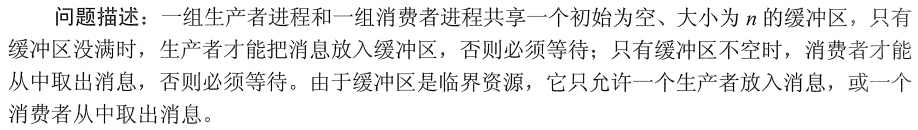 问题描述：一组生产者进程和一组消费者进程共享一个初始为空、大小为 n 的缓冲区，只有
缓冲区没满时，生产者才能把消息放入缓冲区，否则必须等待；只有缓冲区不空时，消费者才能
从中取出消息，否则必须等待。由于缓冲区是临界资源，它只允许一个生产者放入消息，或一个
消费者从中取出消息。